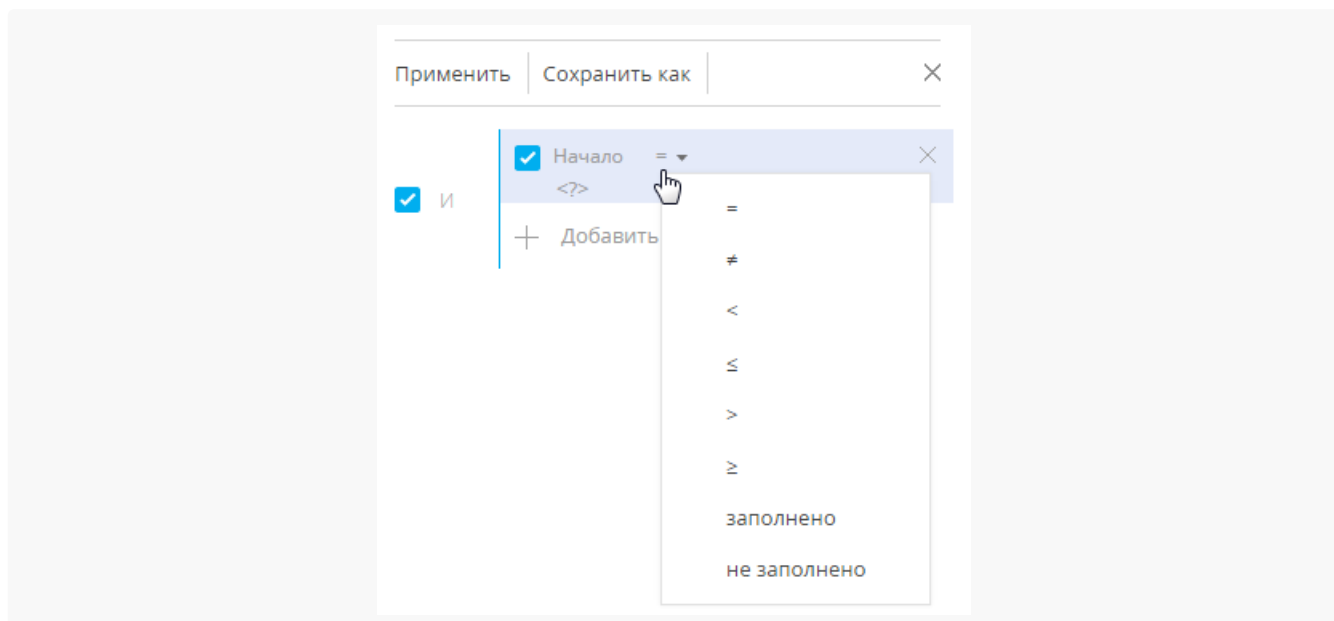 Применить Сохранить как
Начало =
<?>
И
Добавить
=
≠
<
≤
>
≥
заполнено
не заполнено